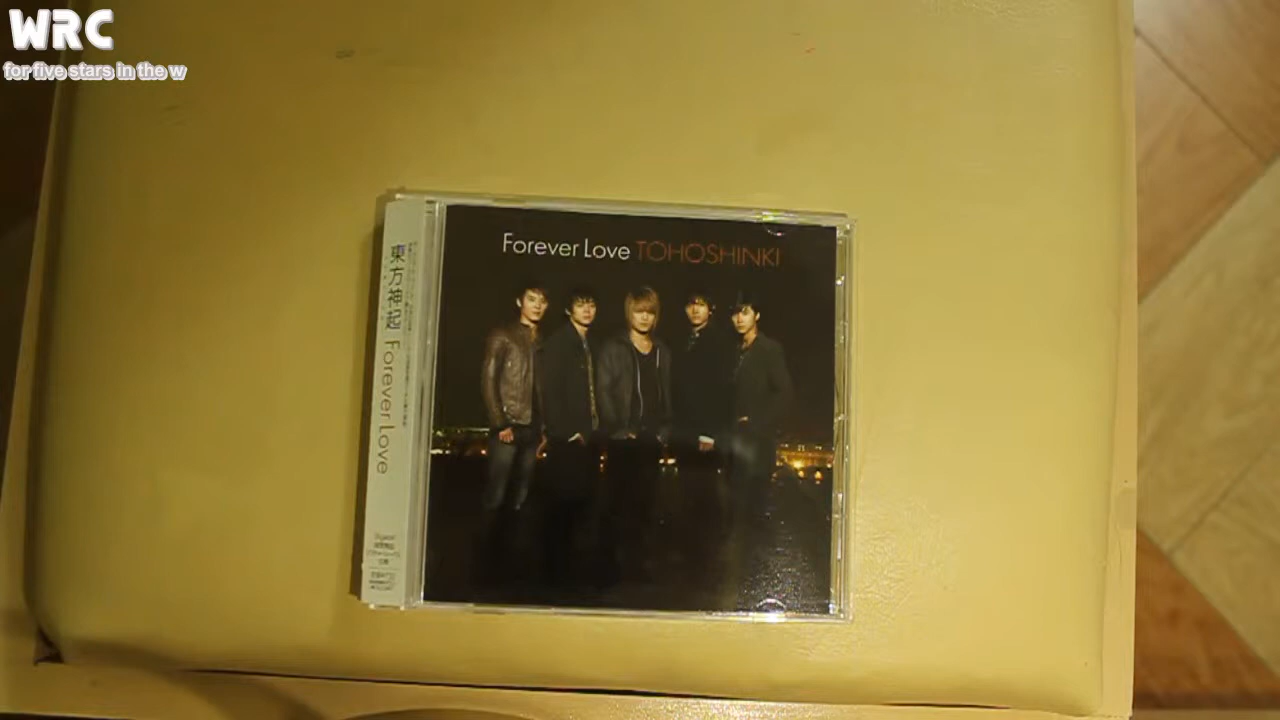 WRC
for five stars in the w
Forever Love TOHOSHINKI
東方神起 Forever Love